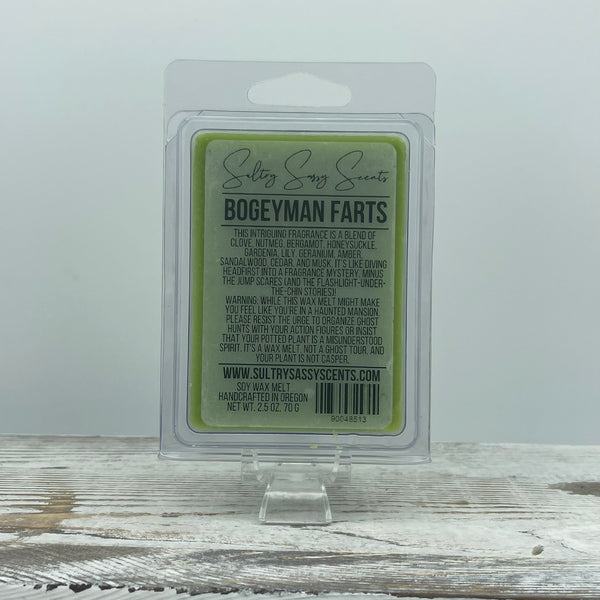 Sultry Sassy Scents
BOGEYMAN FARTS
THIS INTRIGUING FRAGRANCE IS A BLEND OF
CLOVE, NUTMEG, BERGAMOT, HONEYSUCKLE,
GARDENIA, LILY, GERANIUM, AMBER,
SANDALWOOD, CEDAR, AND MUSK. IT'S LIKE DIVING
HEADFIRST INTO A FRAGRANCE MYSTERY, MINUS
THE JUMP SCARES (AND THE FLASHLIGHT-UNDER-
THE-CHIN STORIES)!
WARNING: WHILE THIS WAX MELT MIGHT MAKE
YOU FEEL LIKE YOU'RE IN A HAUNTED MANSION,
PLEASE RESIST THE URGE TO ORGANIZE GHOST
HUNTS WITH YOUR ACTION FIGURES OR INSIST
THAT YOUR POTTED PLANT IS A MISUNDERSTOOD
SPIRIT. IT'S A WAX MELT, NOT A GHOST TOUR, AND
YOUR PLANT IS NOT CASPER.
WWW.SULTRYSASSYSCENTS.COM
SOY WAX MELT
HANDCRAFTED IN OREGON
NET WT. 2.5 OZ, 70 G
90048513